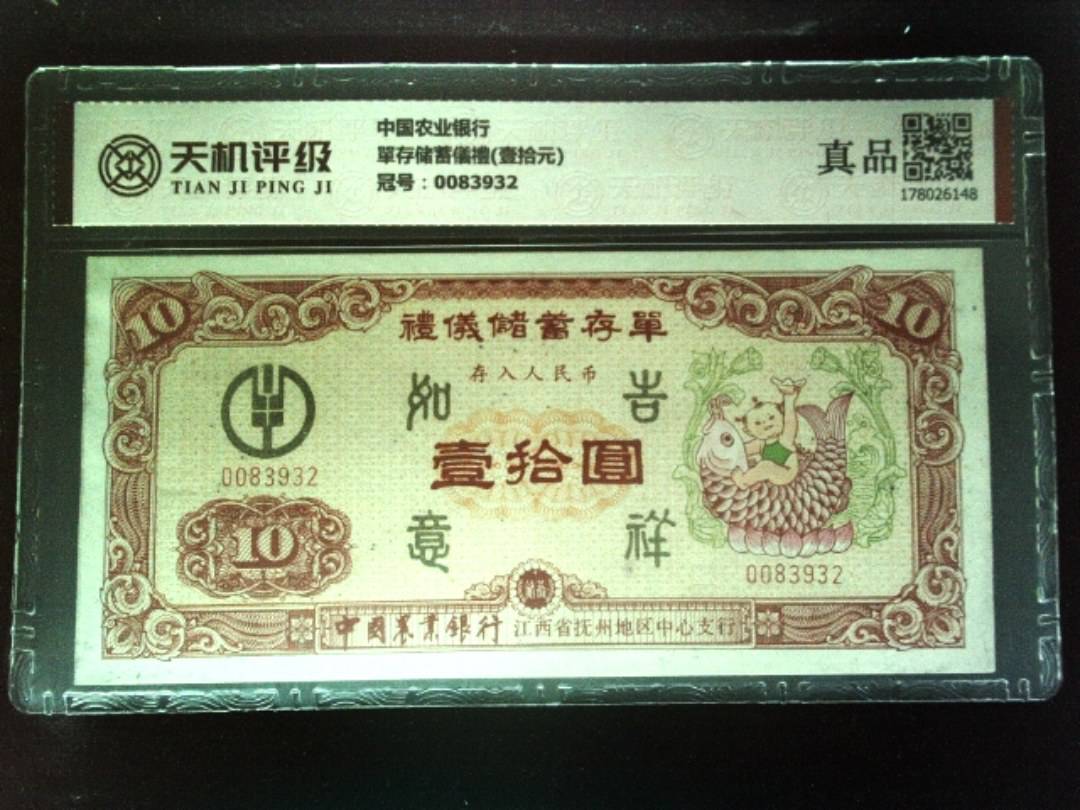 天机评级
TIAN JI PING JI
中国农业银行
單存储蓄儀禮(壹拾元)
冠号：0083932
真品
178026148
10 10
禮儀儲蓄存單
存入人民币
如 吉
壹拾圓
意 祥
0083932
10
0083932
中國农業銀行 江西省抚州地区中心支行